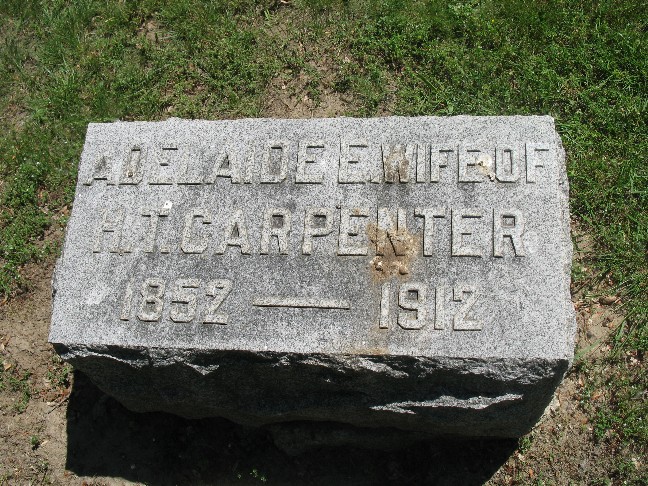 ADELAIDE E. WIFE OF
H.T. CARPENTER
1852 — 1912